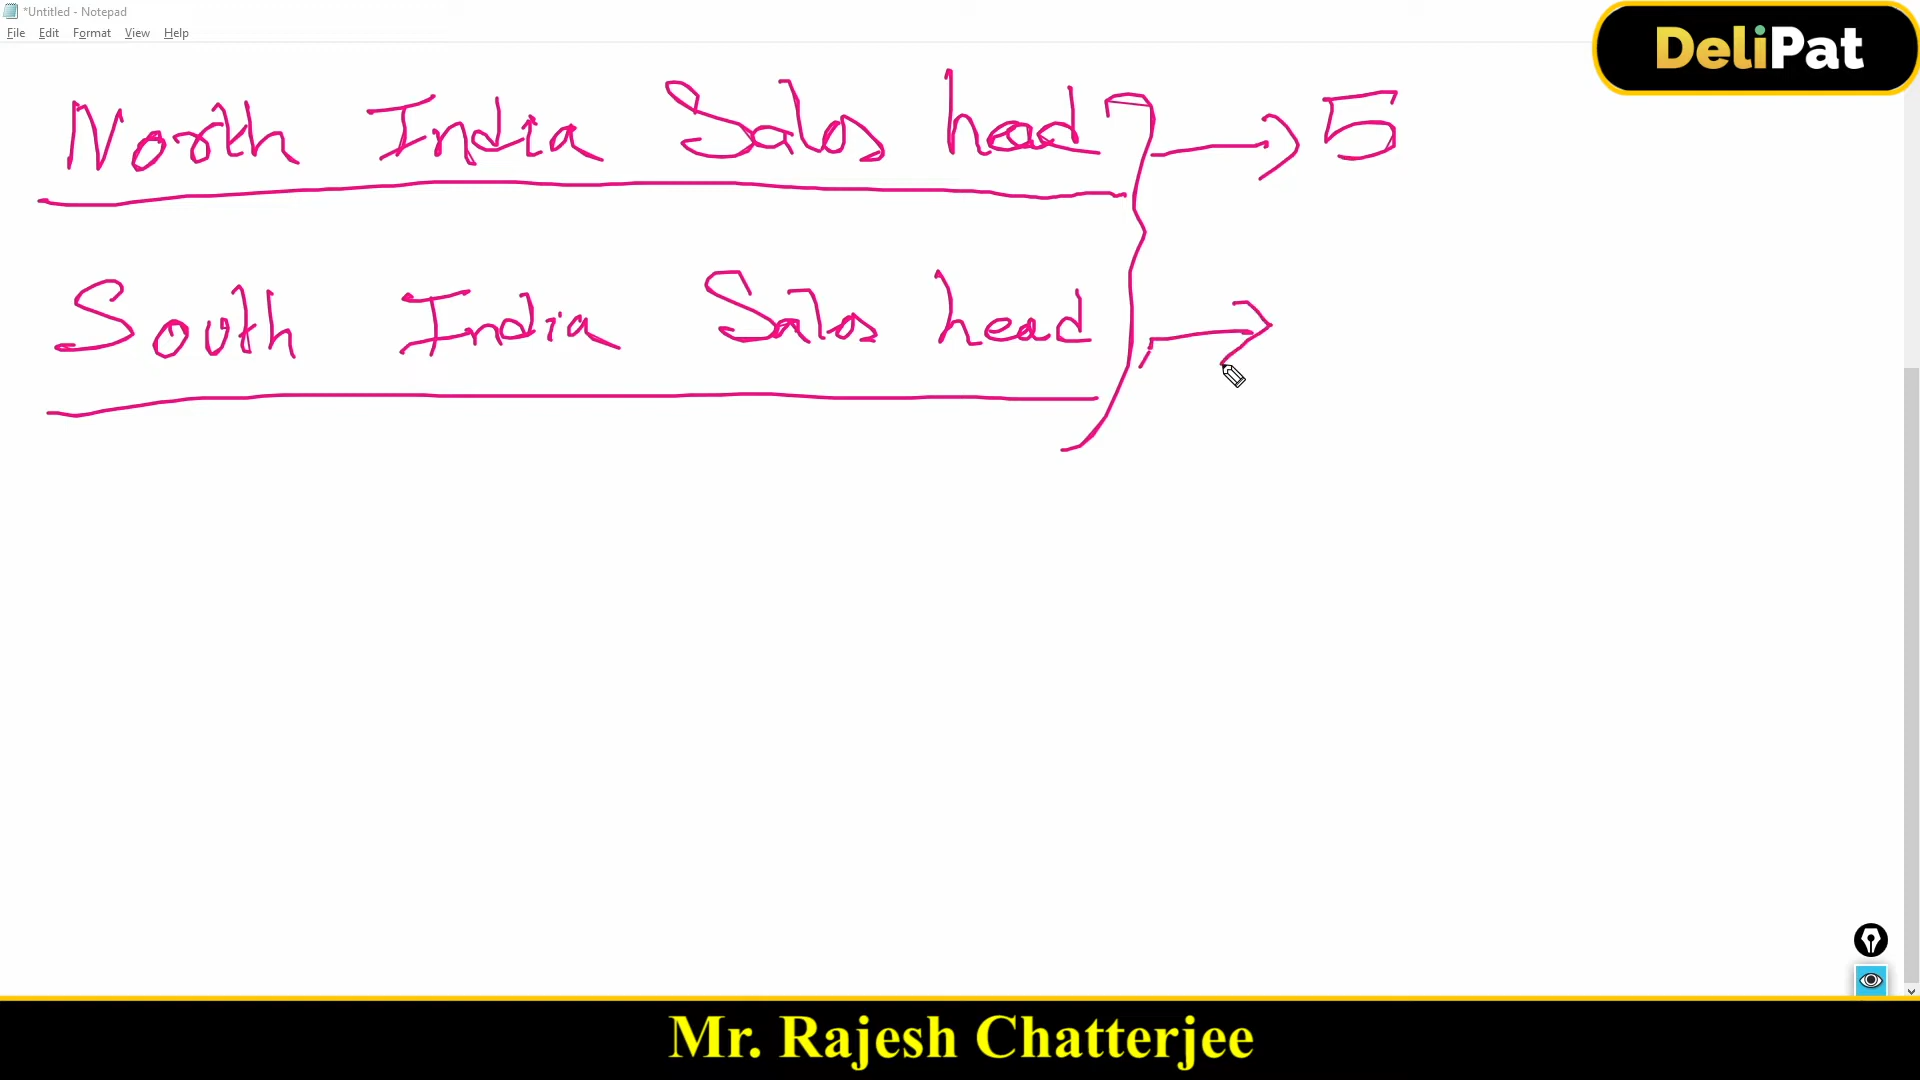 *Untitled - Notepad
File Edit Format View Help
DeliPat
North India Sales head → 5
South India Sales head →
Mr. Rajesh Chatterjee